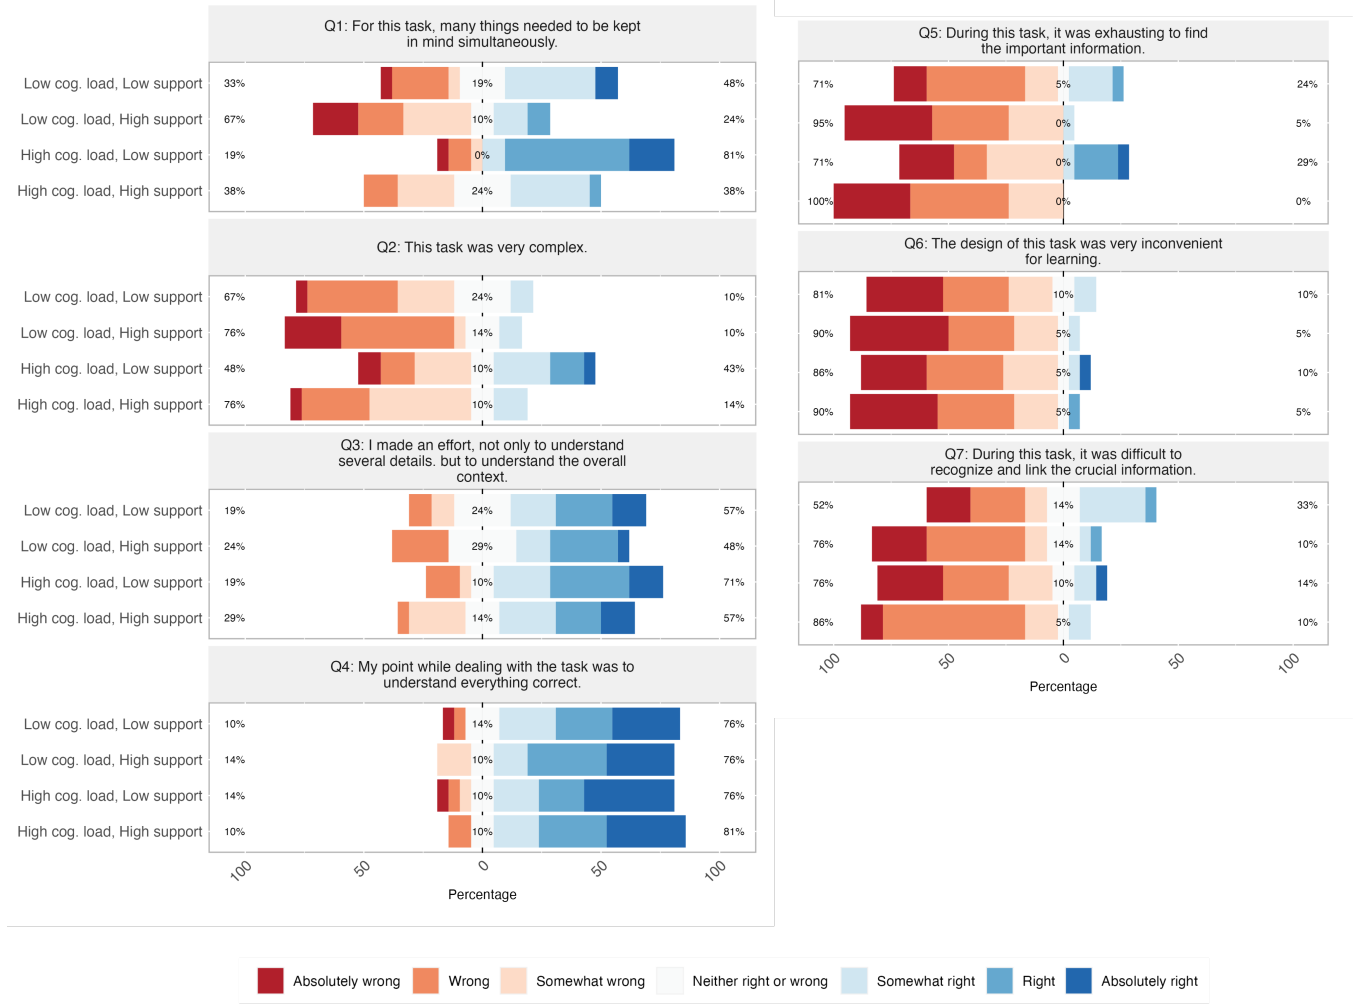 Q1: For this task, many things needed to be kept
in mind simultaneously.
Low cog. load, Low support 33% 19% 48%
Low cog. load, High support 67% 10% 24%
High cog. load, Low support 19% 0% 81%
High cog. load, High support 38% 24% 38%
Q2: This task was very complex.
Low cog. load, Low support 67% 24% 10%
Low cog. load, High support 76% 14% 10%
High cog. load, Low support 48% 10% 43%
High cog. load, High support 76% 10% 14%
Q3: I made an effort, not only to understand
several details. but to understand the overall
context.
Low cog. load, Low support 19% 24% 57%
Low cog. load, High support 24% 29% 48%
High cog. load, Low support 19% 10% 71%
High cog. load, High support 29% 14% 57%
Q4: My point while dealing with the task was to
understand everything correct.
Low cog. load, Low support 10% 14% 76%
Low cog. load, High support 14% 10% 76%
High cog. load, Low support 14% 10% 76%
High cog. load, High support 10% 10% 81%
100 50 0 50 100
Percentage
Q5: During this task, it was exhausting to find
the important information.
71% 5% 24%
95% 0% 5%
71% 0% 29%
100% 0% 0%
Q6: The design of this task was very inconvenient
for learning.
81% 10% 10%
90% 5% 5%
86% 5% 10%
90% 5% 5%
Q7: During this task, it was difficult to
recognize and link the crucial information.
52% 14% 33%
76% 14% 10%
76% 10% 14%
86% 5% 10%
100 50 0 50 100
Percentage
Absolutely wrong Wrong Somewhat wrong Neither right or wrong Somewhat right Right Absolutely right